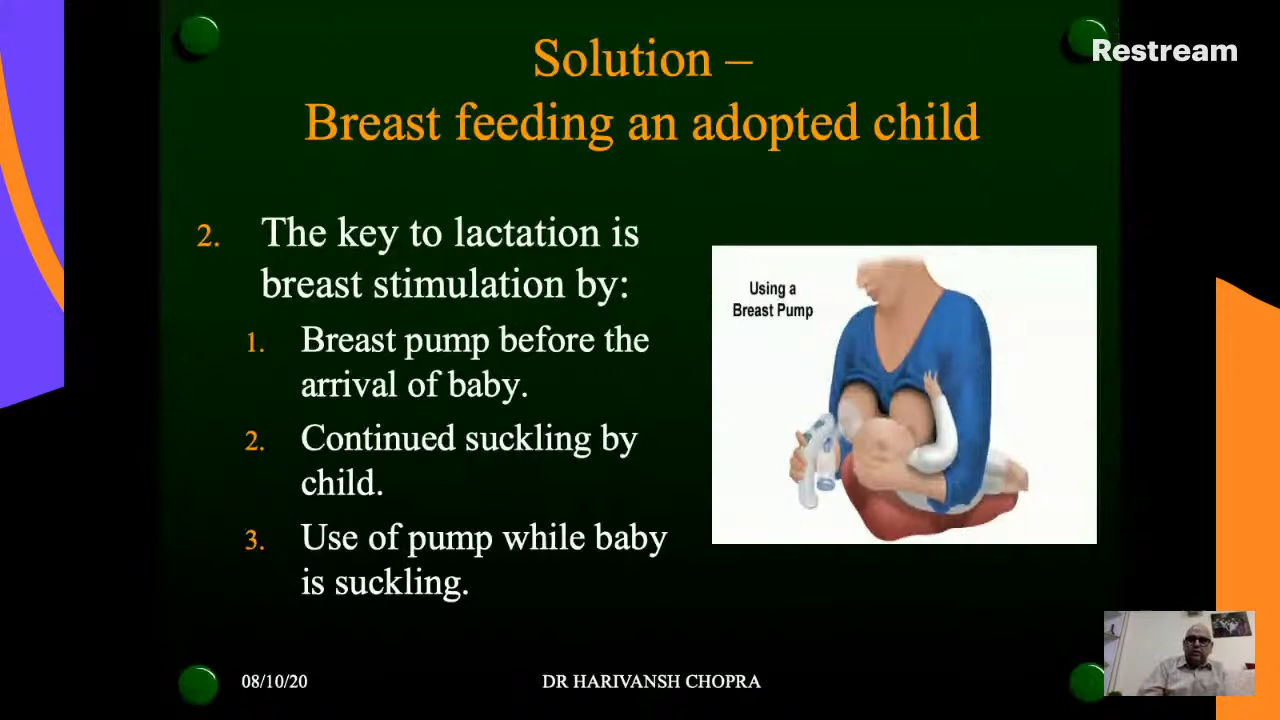 Restream
Solution –
Breast feeding an adopted child
2. The key to lactation is
breast stimulation by:
1. Breast pump before the
arrival of baby.
2. Continued suckling by
child.
3. Use of pump while baby
is suckling.
Using a
Breast Pump
08/10/20
DR HARIVANSH CHOPRA